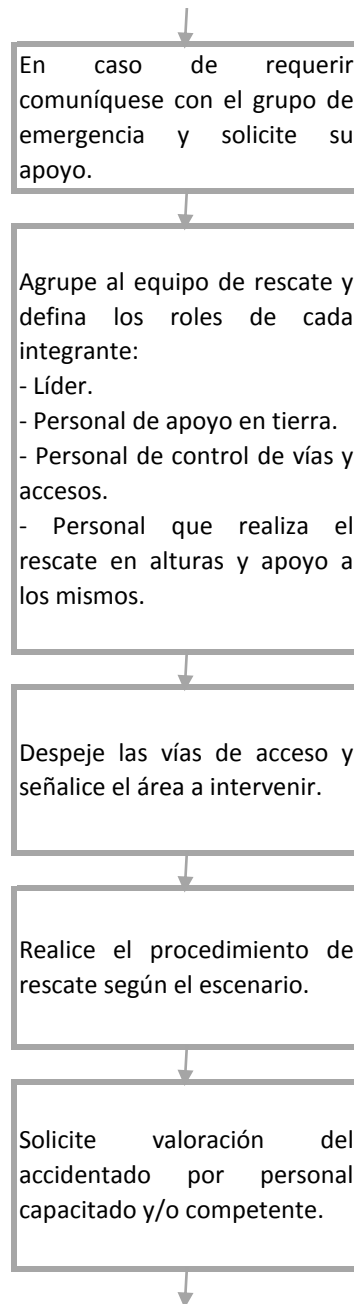 En caso de requerir
comuníquese con el grupo de
emergencia y solicite su
apoyo.
Agrupe al equipo de rescate y
defina los roles de cada
integrante:
- Líder.
- Personal de apoyo en tierra.
- Personal de control de vías y
accesos.
- Personal que realiza el
rescate en alturas y apoyo a
los mismos.
Despeje las vías de acceso y
señalice el área a intervenir.
Realice el procedimiento de
rescate según el escenario.
Solicite valoración del
accidentado por personal
capacitado y/o competente.